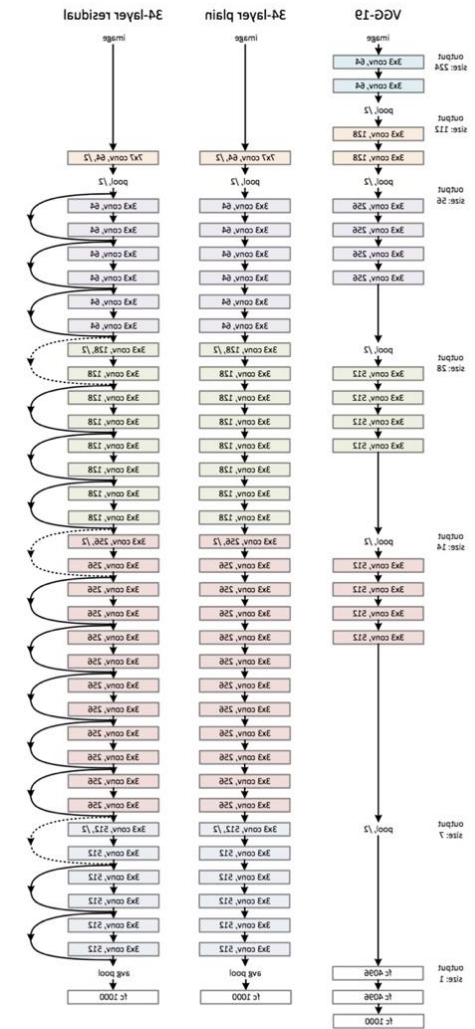 output
size: 224
output
size: 112
output
size: 56
output
size: 28
output
size: 14
output
size: 7
output
size: 1
VGG-19
image
3x3 conv, 64
3x3 conv, 64
pool, /2
3x3 conv, 128
3x3 conv, 128
pool, /2
3x3 conv, 256
3x3 conv, 256
3x3 conv, 256
3x3 conv, 256
pool, /2
3x3 conv, 512
3x3 conv, 512
3x3 conv, 512
3x3 conv, 512
pool, /2
3x3 conv, 512
3x3 conv, 512
3x3 conv, 512
3x3 conv, 512
pool, /2
fc 4096
fc 4096
fc 1000
34-layer plain
image
7x7 conv, 64, /2
pool, /2
3x3 conv, 64
3x3 conv, 64
3x3 conv, 64
3x3 conv, 64
3x3 conv, 64
3x3 conv, 64
3x3 conv, 128, /2
3x3 conv, 128
3x3 conv, 128
3x3 conv, 128
3x3 conv, 128
3x3 conv, 128
3x3 conv, 128
3x3 conv, 128
3x3 conv, 256, /2
3x3 conv, 256
3x3 conv, 256
3x3 conv, 256
3x3 conv, 256
3x3 conv, 256
3x3 conv, 256
3x3 conv, 256
3x3 conv, 256
3x3 conv, 256
3x3 conv, 256
3x3 conv, 256
3x3 conv, 512, /2
3x3 conv, 512
3x3 conv, 512
3x3 conv, 512
3x3 conv, 512
3x3 conv, 512
avg pool
fc 1000
34-layer residual
image
7x7 conv, 64, /2
pool, /2
3x3 conv, 64
3x3 conv, 64
3x3 conv, 64
3x3 conv, 64
3x3 conv, 64
3x3 conv, 64
3x3 conv, 128, /2
3x3 conv, 128
3x3 conv, 128
3x3 conv, 128
3x3 conv, 128
3x3 conv, 128
3x3 conv, 128
3x3 conv, 128
3x3 conv, 256, /2
3x3 conv, 256
3x3 conv, 256
3x3 conv, 256
3x3 conv, 256
3x3 conv, 256
3x3 conv, 256
3x3 conv, 256
3x3 conv, 256
3x3 conv, 256
3x3 conv, 256
3x3 conv, 256
3x3 conv, 512, /2
3x3 conv, 512
3x3 conv, 512
3x3 conv, 512
3x3 conv, 512
3x3 conv, 512
avg pool
fc 1000